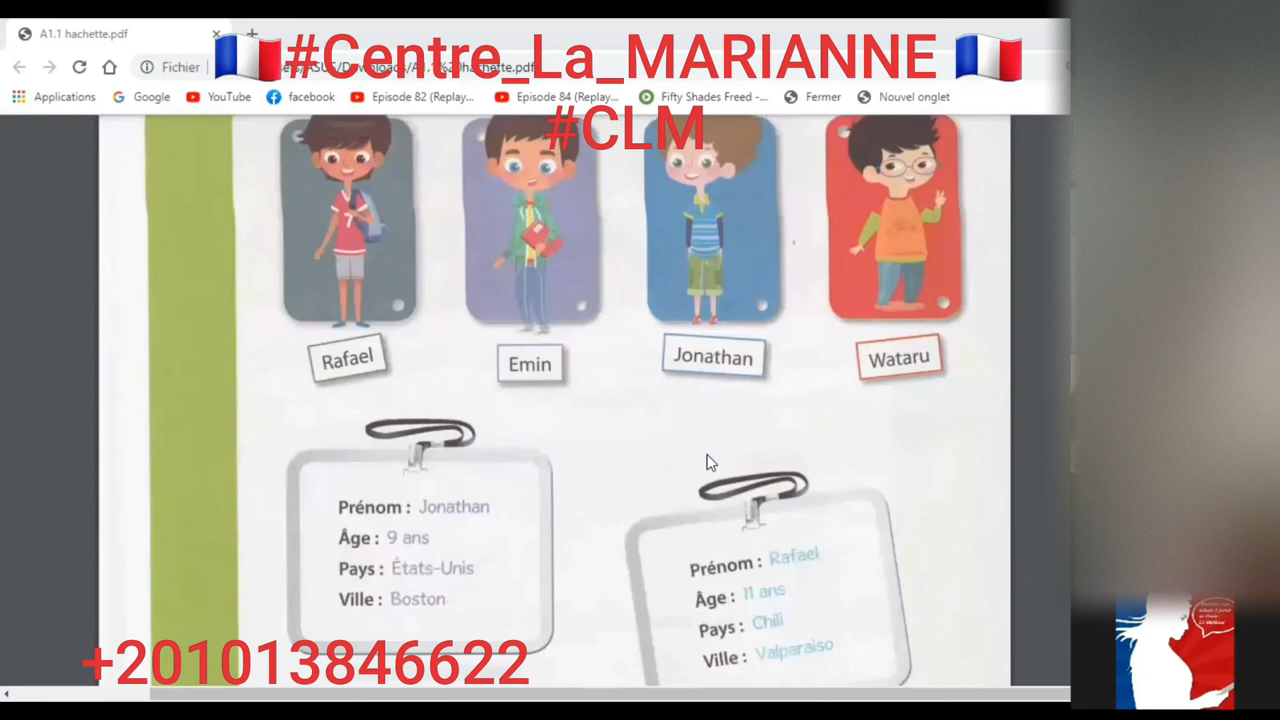 A1.1 hachette.pdf
🇫🇷#Centre_La_MARIANNE 🇫🇷
Fichier
Applications Google YouTube facebook Episode 82 (Replay... Episode 84 (Replay... Fifty Shades Freed -... Fermer Nouvel onglet
#CLM
Rafael
Emin
Jonathan
Wataru
Prénom : Jonathan
Âge : 9 ans
Pays : États-Unis
Ville : Boston
Prénom : Rafael
Âge : 11 ans
Pays : Chili
Ville : Valparaiso
+201013846622